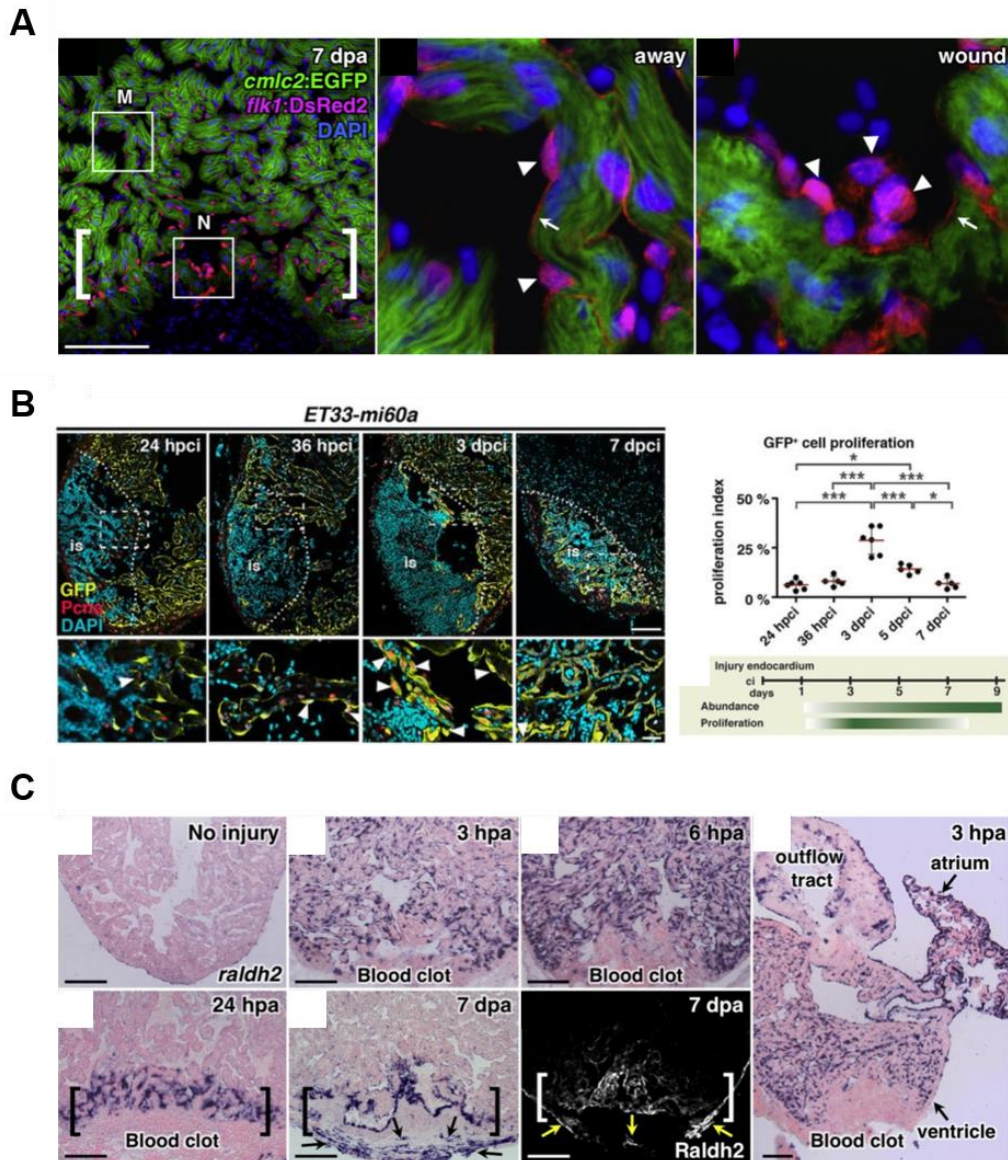 A
7 dpa
cmlc2:EGFP
flk1:DsRed2
DAPI
M
N
[ ]
away
wound
B
ET33-mi60a
24 hpci
36 hpci
3 dpci
7 dpci
is
is
is
is
GFP
Pcna
DAPI
GFP+ cell proliferation
*
*** ***
*** *** *
proliferation index
50 %
25 %
0 %
24 hpci
36 hpci
3 dpci
5 dpci
7 dpci
Injury endocardium
ci
days
1 3 5 7 9
Abundance
Proliferation
C
No injury
raldh2
3 hpa
Blood clot
6 hpa
Blood clot
3 hpa
outflow
tract
atrium
ventricle
Blood clot
24 hpa
[ ]
Blood clot
7 dpa
[ ]
7 dpa
[ ]
Raldh2